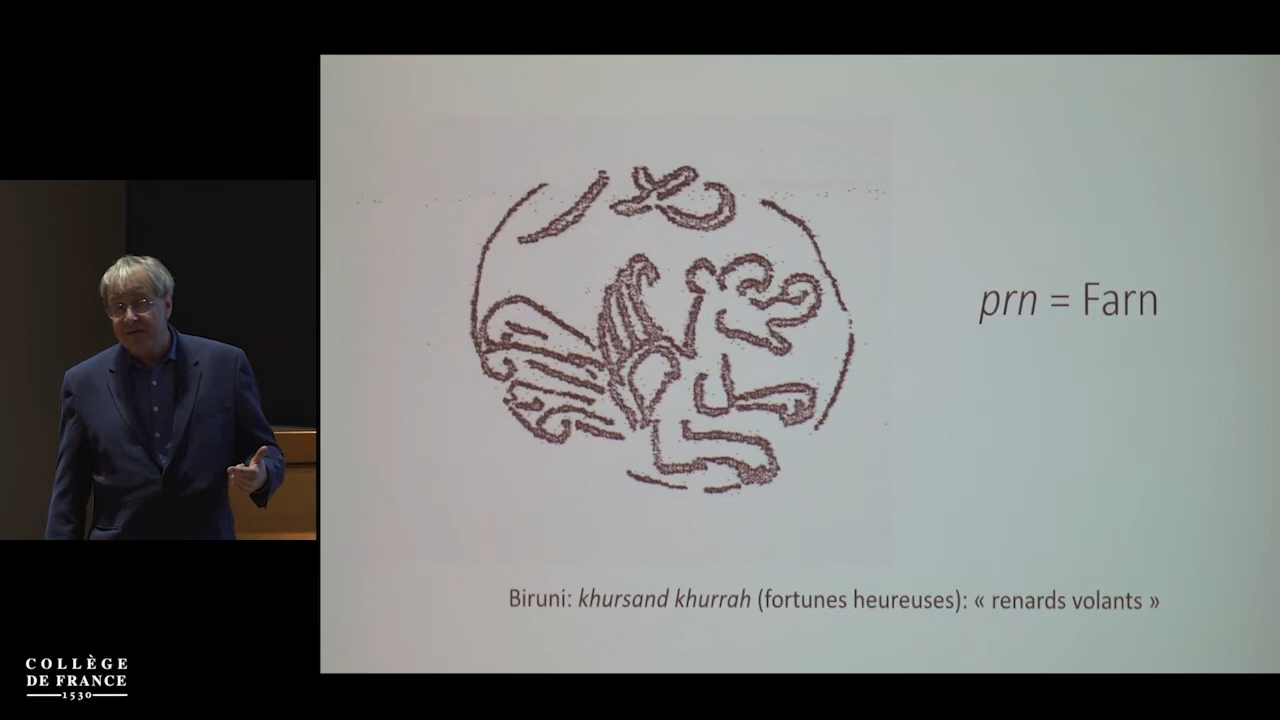 prn = Farn
Biruni: khursand khurrah (fortunes heureuses): « renards volants »
COLLÈGE
DE FRANCE
1530